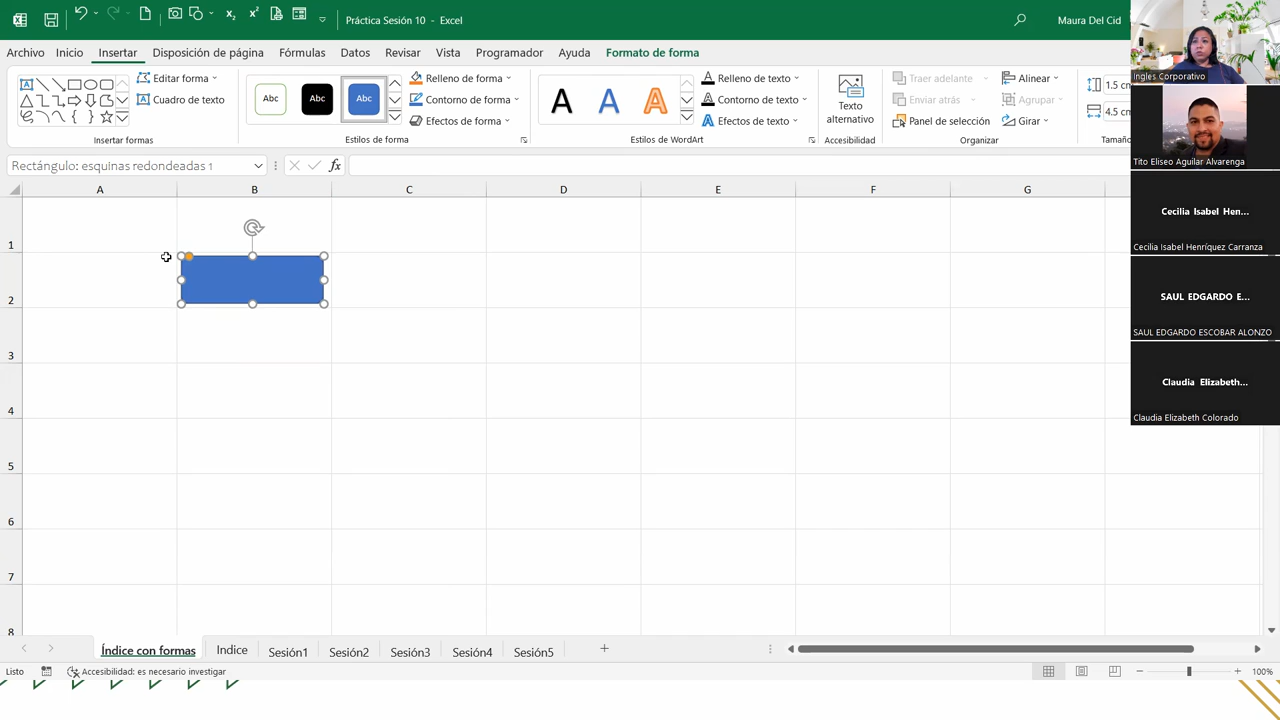 Práctica Sesión 10 - Excel
Maura Del Cid
Archivo Inicio Insertar Disposición de página Fórmulas Datos Revisar Vista Programador Ayuda Formato de forma
Editar forma
Cuadro de texto
Insertar formas
Abc Abc Abc
Relleno de forma
Contorno de forma
Efectos de forma
Estilos de forma
A A A
Relleno de texto
Contorno de texto
Efectos de texto
Estilos de WordArt
Texto
alternativo
Accesibilidad
Traer adelante
Enviar atrás
Panel de selección
Alinear
Agrupar
Girar
Organizar
1.5 cm
4.5 cm
Tamaño
Rectángulo: esquinas redondeadas 1
fx
A B C D E F G
1
2
3
4
5
6
7
8
Índice con formas Indice Sesión1 Sesión2 Sesión3 Sesión4 Sesión5
Listo
Accesibilidad: es necesario investigar
100%
Ingles Corporativo
Tito Eliseo Aguilar Alvarenga
Cecilia Isabel Hen...
Cecilia Isabel Henríquez Carranza
SAUL EDGARDO E...
SAUL EDGARDO ESCOBAR ALONZO
Claudia Elizabeth...
Claudia Elizabeth Colorado